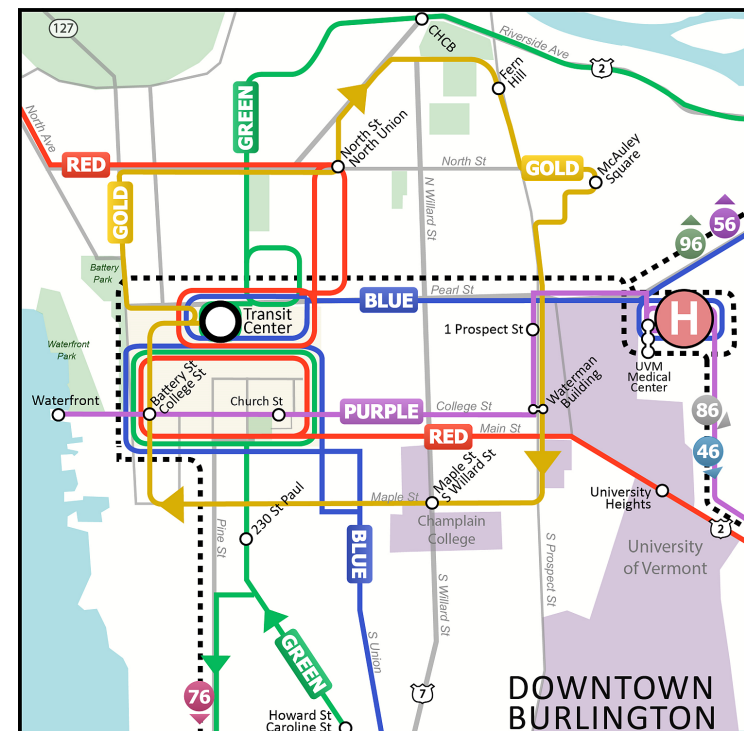 127
CHCB
Riverside Ave
2
North Ave
GREEN
Fern
Hill
North St
North Union
RED
North St
GOLD
McAuley
Square
GOLD
N Willard St
56
96
Battery
Park
Pearl St
BLUE
H
Transit
Center
1 Prospect St
Waterfront
Park
UVM
Medical
Center
Battery St
College St
Waterman
Building
Waterfront
Church St
PURPLE
College St
86
RED
Main St
46
Maple St
S Willard St
230 St Paul
Maple St
University
Heights
Champlain
College
2
Pine St
BLUE
University
of Vermont
S Prospect St
S Willard St
GREEN
S Union
76
7
DOWNTOWN
BURLINGTON
Howard St
Caroline St